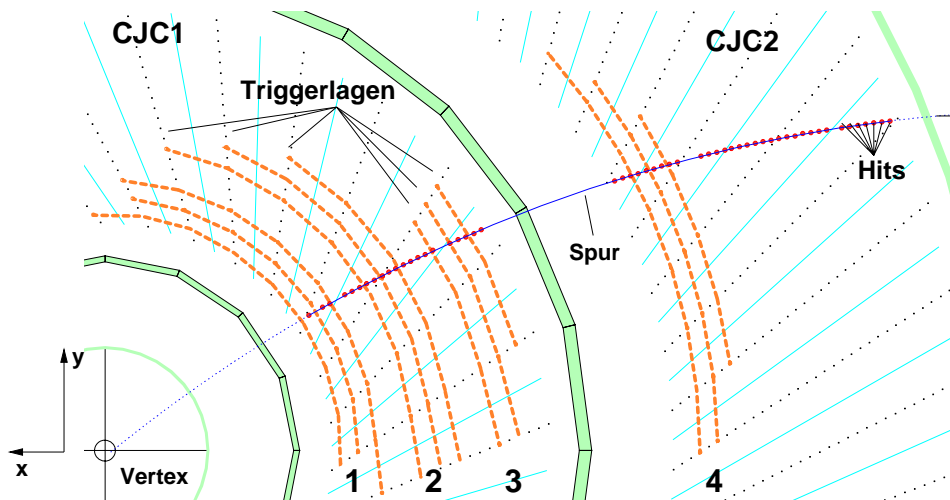 CJC1
CJC2
Triggerlagen
Hits
Spur
y
x
Vertex
1
2
3
4